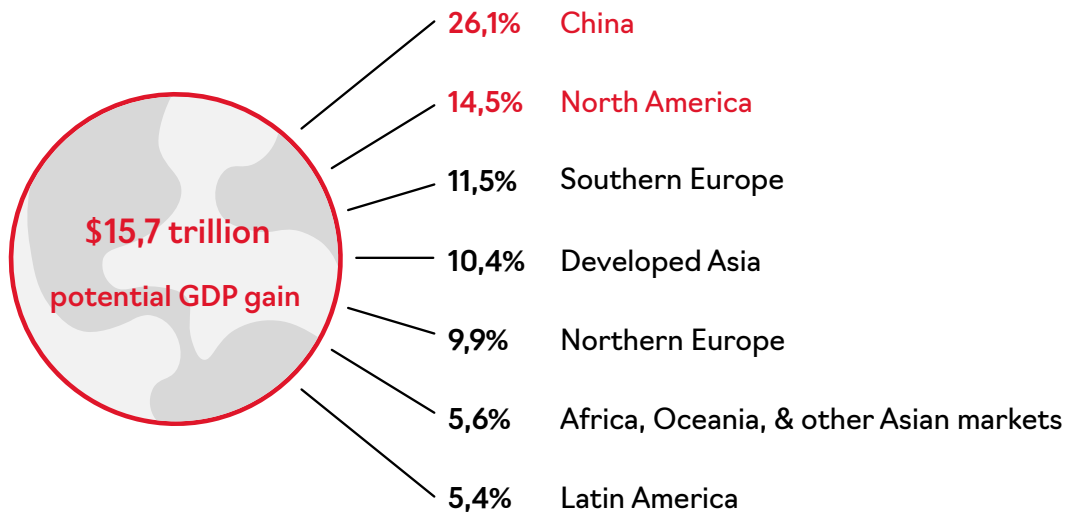 26,1% China
14,5% North America
11,5% Southern Europe
$15,7 trillion
10,4% Developed Asia
potential GDP gain
9,9% Northern Europe
5,6% Africa, Oceania, & other Asian markets
5,4% Latin America